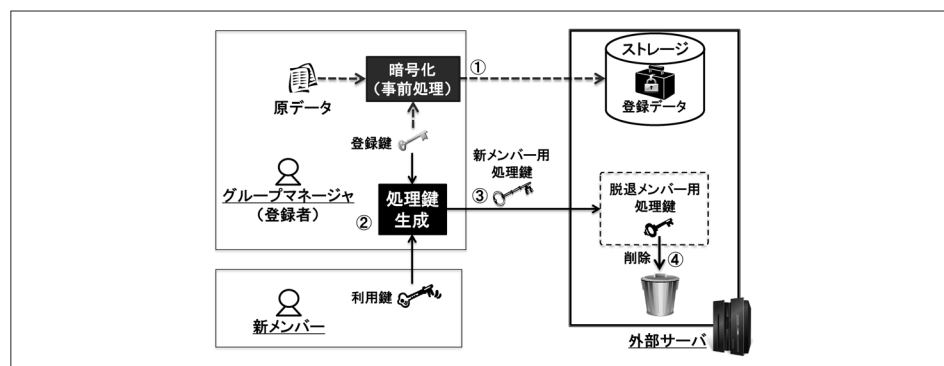 原データ
暗号化
（事前処理）
①
ストレージ
登録データ
登録鍵
グループマネージャ
（登録者）
②
処理鍵
生成
新メンバー用
処理鍵
③
脱退メンバー用
処理鍵
削除
④
新メンバー
利用鍵
外部サーバ